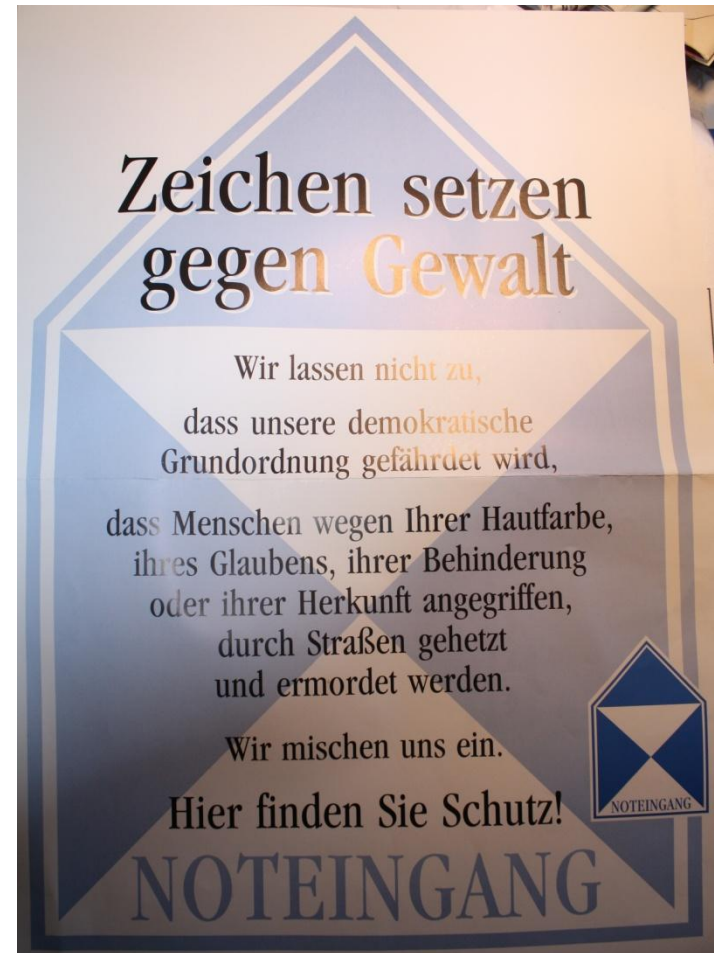 Zeichen setzen
gegen Gewalt
Wir lassen nicht zu,
dass unsere demokratische
Grundordnung gefährdet wird,
dass Menschen wegen Ihrer Hautfarbe,
ihres Glaubens, ihrer Behinderung
oder ihrer Herkunft angegriffen,
durch Straßen gehetzt
und ermordet werden.
Wir mischen uns ein.
Hier finden Sie Schutz!
NOTEINGANG
NOTEINGANG